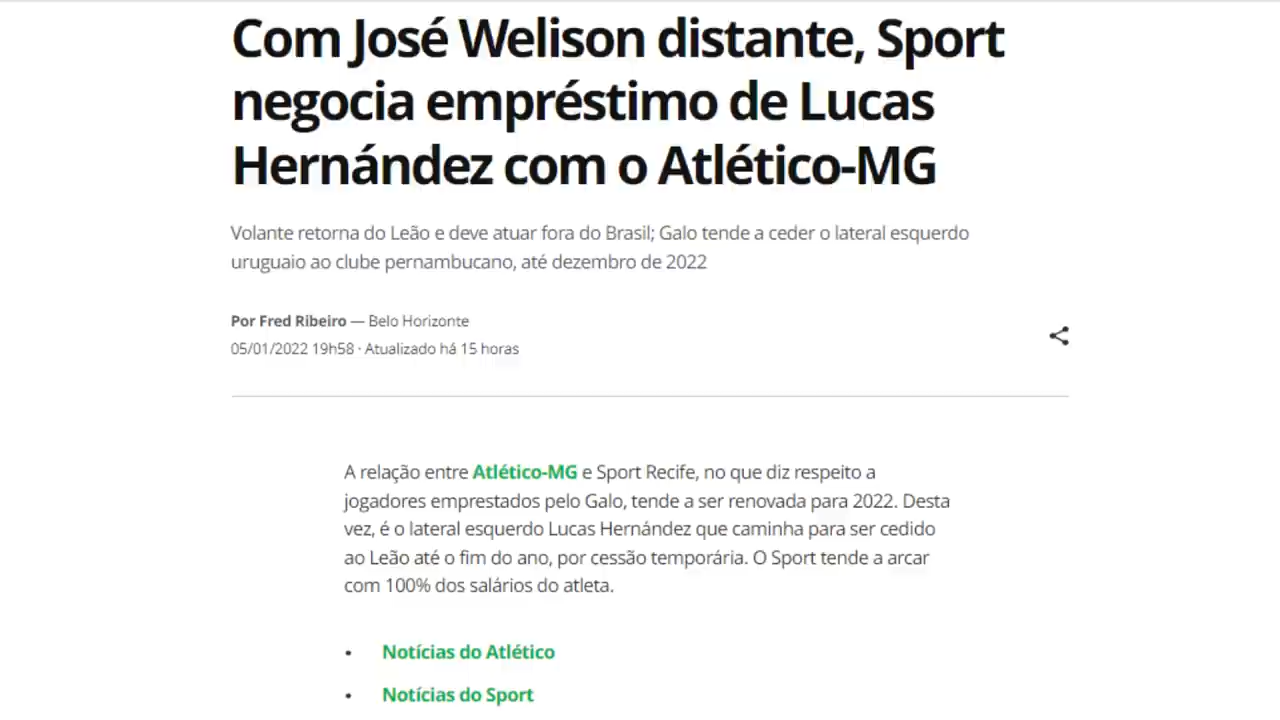 Com José Welison distante, Sport
negocia empréstimo de Lucas
Hernández com o Atlético-MG
Volante retorna do Leão e deve atuar fora do Brasil; Galo tende a ceder o lateral esquerdo
uruguaio ao clube pernambucano, até dezembro de 2022
Por Fred Ribeiro — Belo Horizonte
05/01/2022 19h58 · Atualizado há 15 horas
A relação entre Atlético-MG e Sport Recife, no que diz respeito a
jogadores emprestados pelo Galo, tende a ser renovada para 2022. Desta
vez, é o lateral esquerdo Lucas Hernández que caminha para ser cedido
ao Leão até o fim do ano, por cessão temporária. O Sport tende a arcar
com 100% dos salários do atleta.
• Notícias do Atlético
• Notícias do Sport